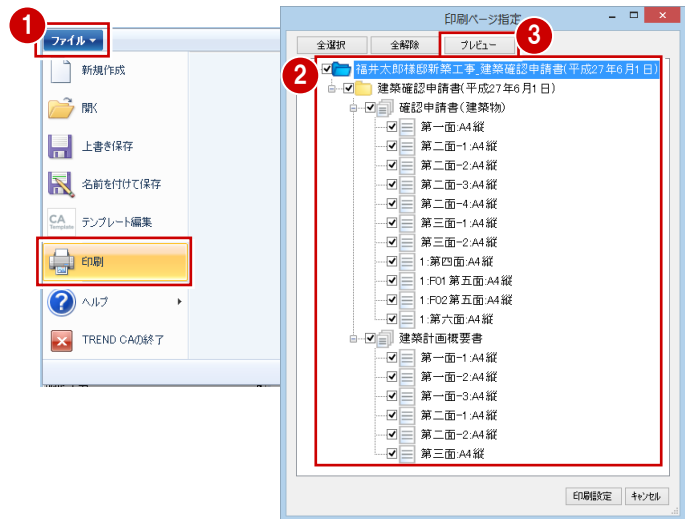 1
ファイル
新規作成
開く
上書き保存
名前を付けて保存
CA
Template
テンプレート編集
印刷
ヘルプ
TREND CAの終了
印刷ページ指定
3
全選択
全解除
プレビュー
2
福井太郎様邸新築工事_建築確認申請書(平成27年6月1日)
建築確認申請書(平成27年6月1日)
確認申請書(建築物)
第一面:A4縦
第二面-1:A4縦
第二面-2:A4縦
第二面-3:A4縦
第二面-4:A4縦
第三面-1:A4縦
第三面-2:A4縦
1:第四面:A4縦
1:F01第五面:A4縦
1:F02第五面:A4縦
1:第六面:A4縦
建築計画概要書
第一面-1:A4縦
第一面-2:A4縦
第一面-3:A4縦
第二面-1:A4縦
第二面-2:A4縦
第三面:A4縦
印刷設定
キャンセル